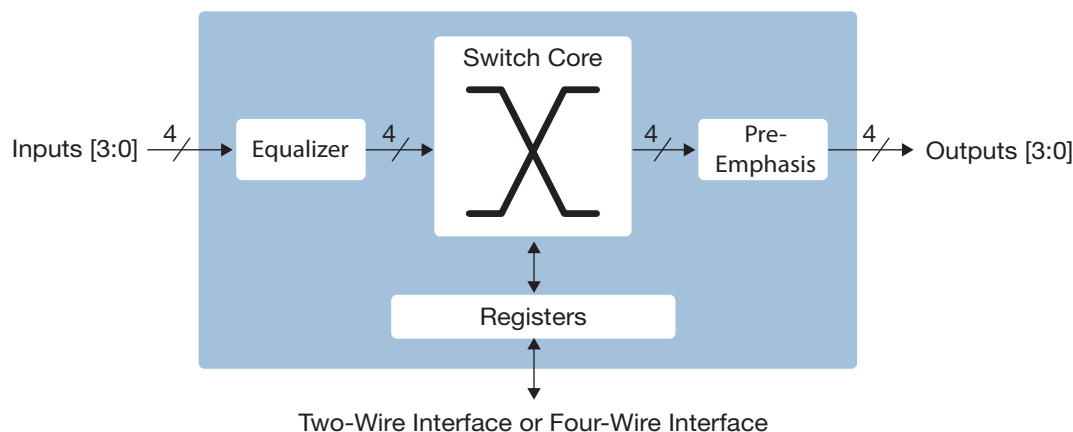 Switch Core
Inputs [3:0]
4
Equalizer
4
4
Pre-
Emphasis
4
Outputs [3:0]
Registers
Two-Wire Interface or Four-Wire Interface